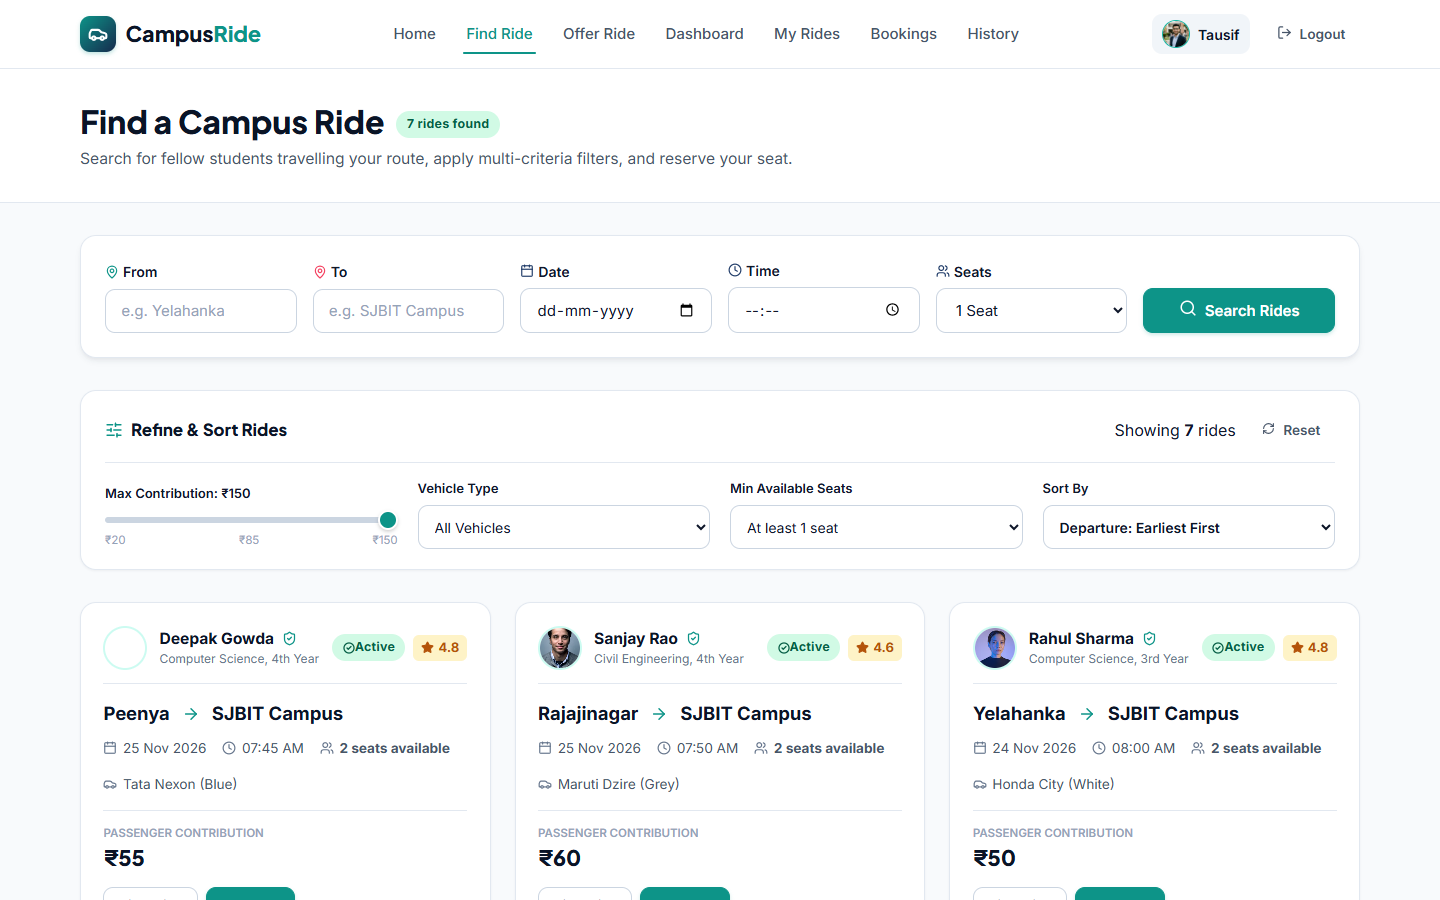 CampusRide
Home Find Ride Offer Ride Dashboard My Rides Bookings History
Tausif Logout
Find a Campus Ride 7 rides found
Search for fellow students travelling your route, apply multi-criteria filters, and reserve your seat.
From To Date Time Seats
e.g. Yelahanka e.g. SJBIT Campus dd-mm-yyyy --:-- 1 Seat Search Rides
Refine & Sort Rides Showing 7 rides Reset
Max Contribution: ₹150 Vehicle Type Min Available Seats Sort By
All Vehicles At least 1 seat Departure: Earliest First
₹20 ₹85 ₹150
Deepak Gowda Active 4.8
Computer Science, 4th Year
Peenya → SJBIT Campus
25 Nov 2026 07:45 AM 2 seats available
Tata Nexon (Blue)
PASSENGER CONTRIBUTION
₹55
Sanjay Rao Active 4.6
Civil Engineering, 4th Year
Rajajinagar → SJBIT Campus
25 Nov 2026 07:50 AM 2 seats available
Maruti Dzire (Grey)
PASSENGER CONTRIBUTION
₹60
Rahul Sharma Active 4.8
Computer Science, 3rd Year
Yelahanka → SJBIT Campus
24 Nov 2026 08:00 AM 2 seats available
Honda City (White)
PASSENGER CONTRIBUTION
₹50